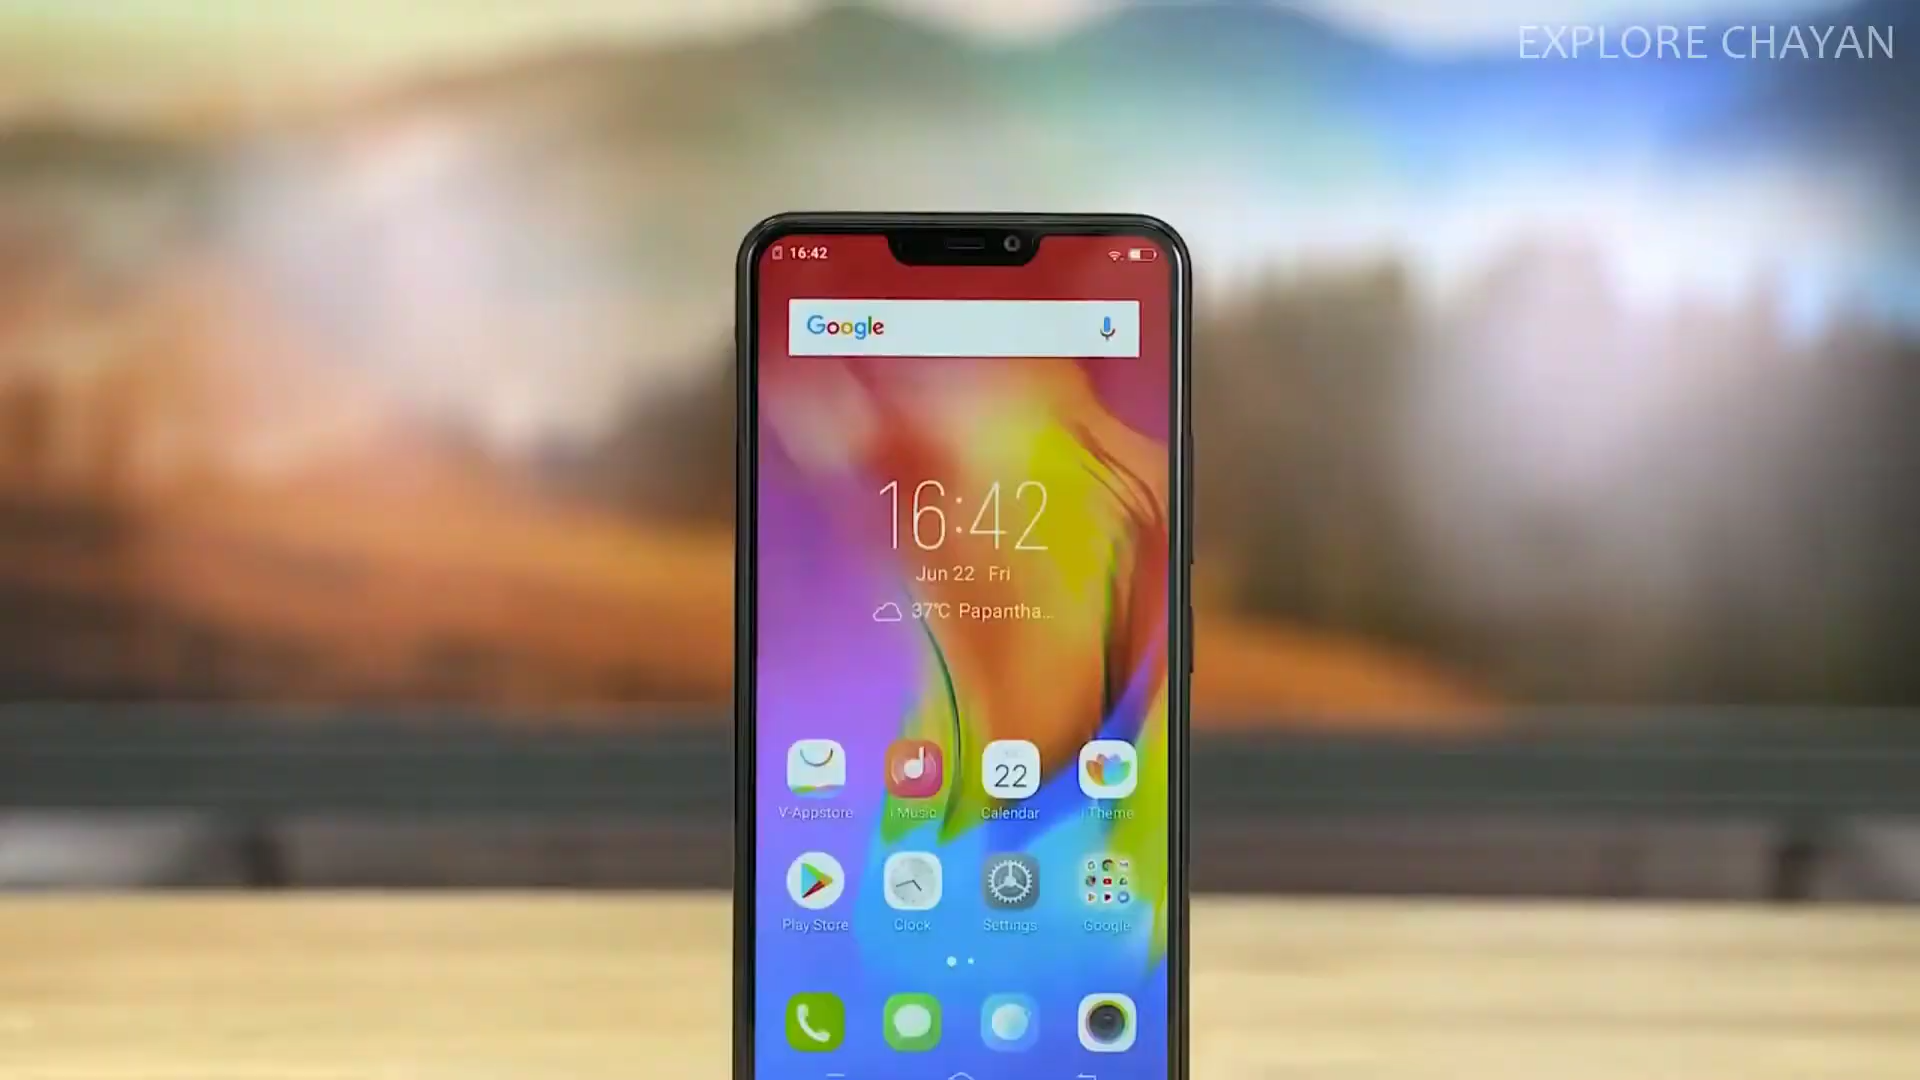 EXPLORE CHAYAN
16:42
Google
16:42
Jun 22 Fri
37℃ Papantha...
V-Appstore
i Music
Calendar
22
i Theme
Play Store
Clock
Settings
Google